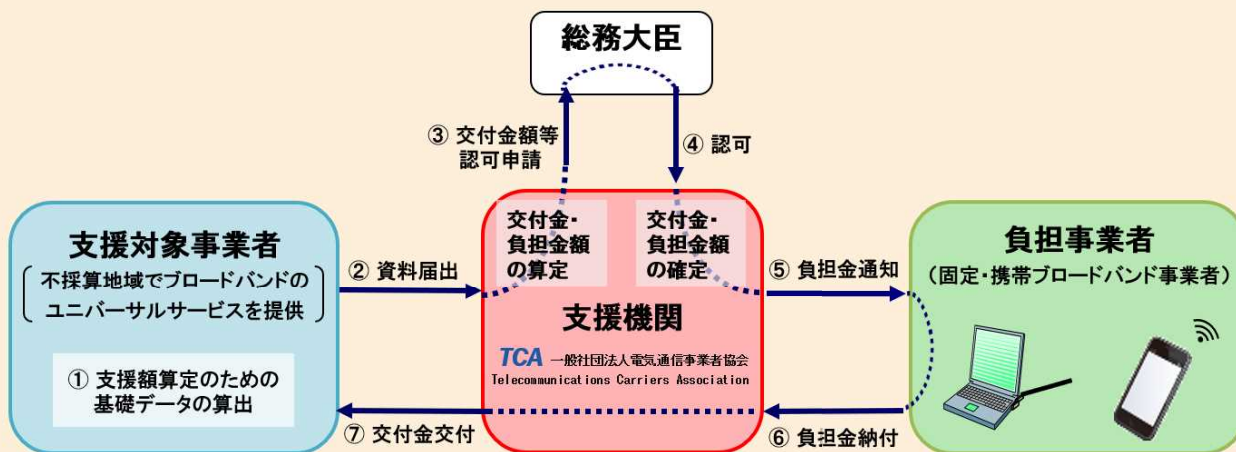 総務大臣
③ 交付金額等
認可申請
④ 認可
支援対象事業者
不採算地域でブロードバンドの
ユニバーサルサービスを提供
① 支援額算定のための
基礎データの算出
② 資料届出
交付金・
負担金額
の算定
交付金・
負担金額
の確定
支援機関
TCA 一般社団法人電気通信事業者協会
Telecommunications Carriers Association
⑤ 負担金通知
負担事業者
（固定・携帯ブロードバンド事業者）
⑥ 負担金納付
⑦ 交付金交付